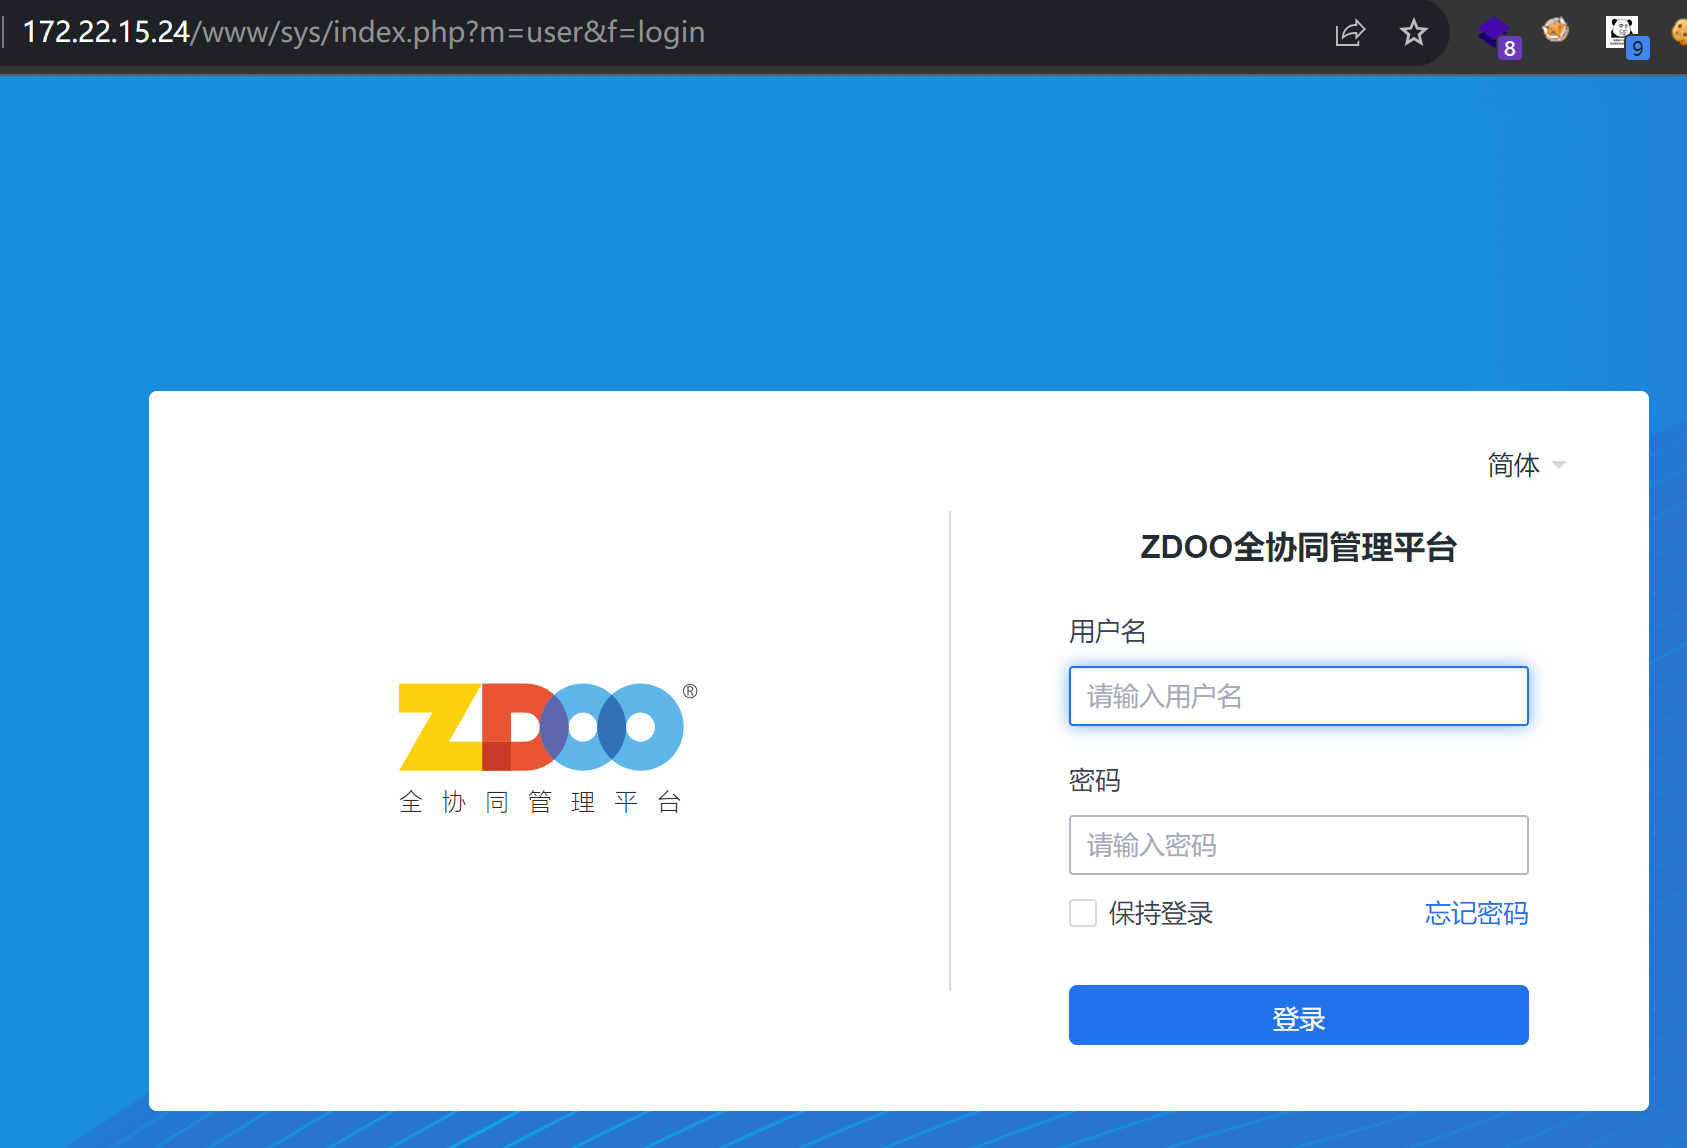 172.22.15.24/www/sys/index.php?m=user&f=login
8
9
简体
ZDOO全协同管理平台
用户名
请输入用户名
ZDOO®
全协同管理平台
密码
请输入密码
保持登录 忘记密码
登录